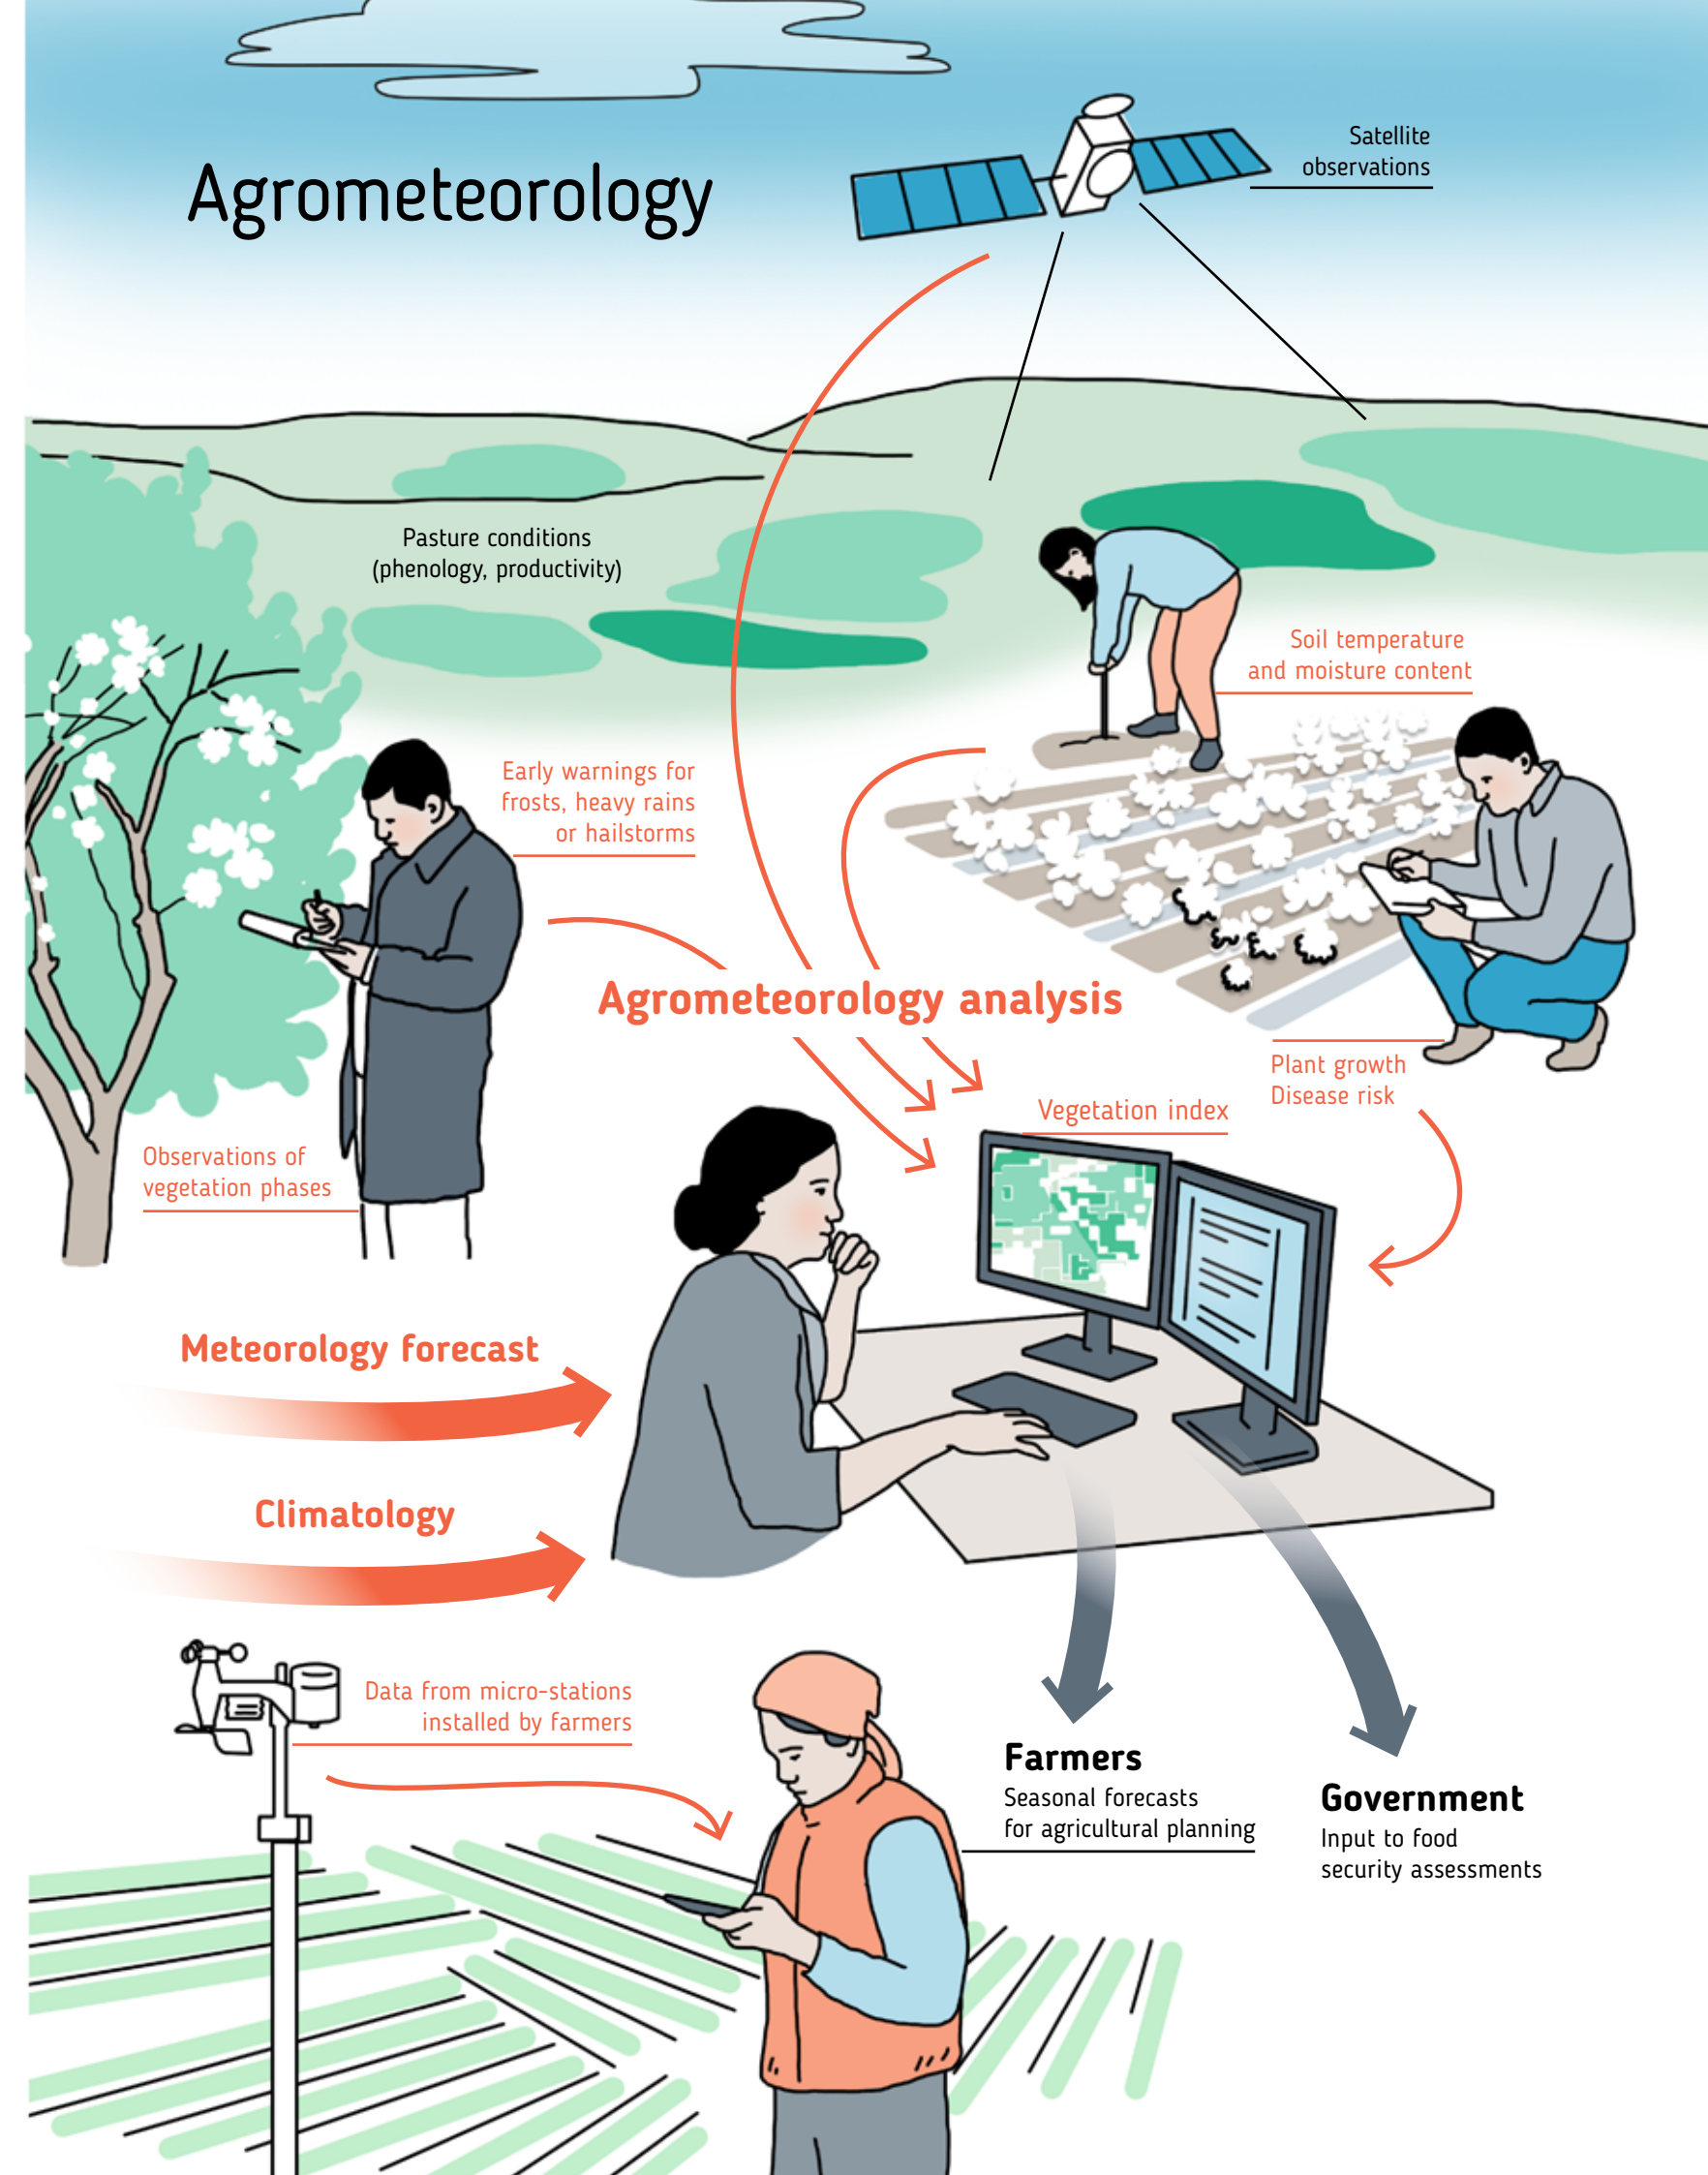 Satellite
observations
Agrometeorology
Pasture conditions
(phenology, productivity)
Soil temperature
and moisture content
Early warnings for
frosts, heavy rains
or hailstorms
Agrometeorology analysis
Plant growth
Disease risk
Vegetation index
Observations of
vegetation phases
Meteorology forecast
Climatology
Data from micro-stations
installed by farmers
Farmers
Seasonal forecasts
for agricultural planning
Government
Input to food
security assessments